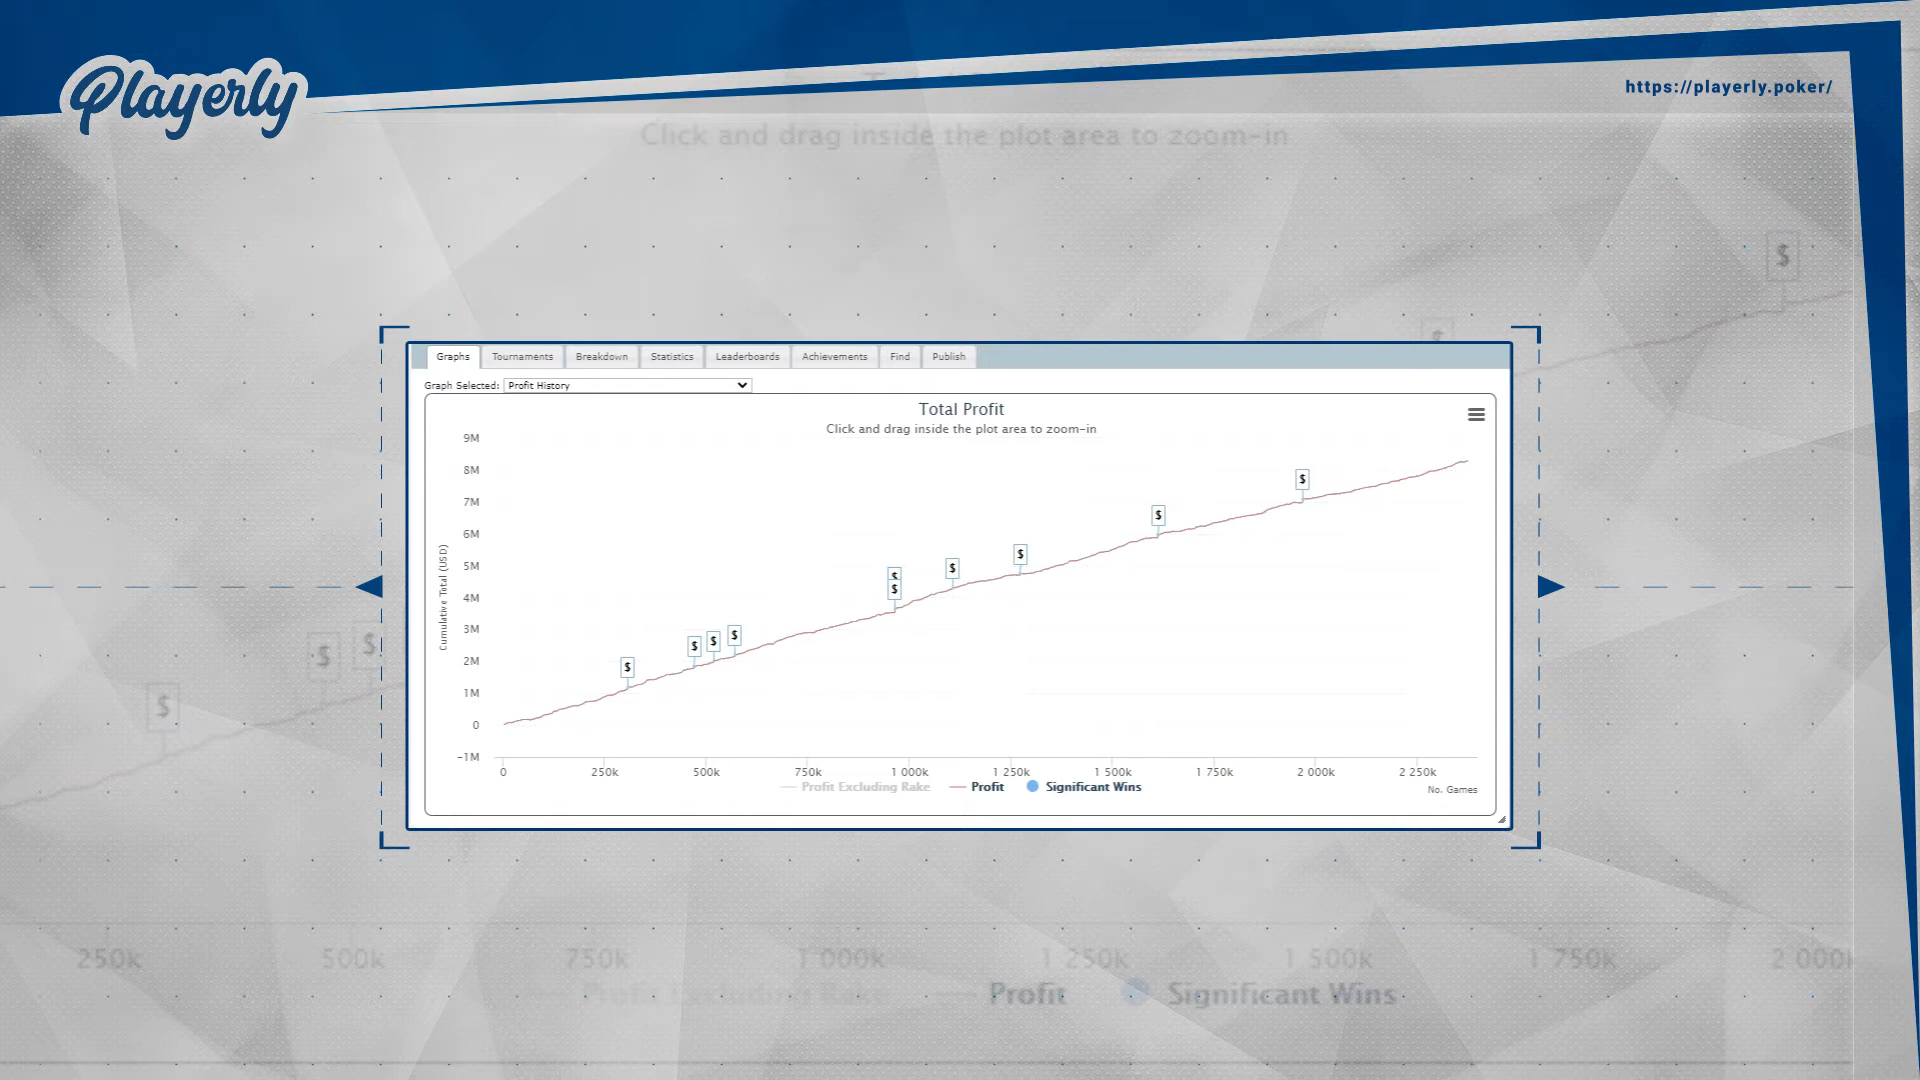 Playerly
https://playerly.poker/
Click and drag inside the plot area to zoom-in
Graphs Tournaments Breakdown Statistics Leaderboards Achievements Find Publish
Graph Selected: Profit History
Total Profit
Click and drag inside the plot area to zoom-in
9M
8M
7M
6M
5M
4M
3M
2M
1M
0
-1M
Cumulative Total (USD)
$ $ $ $ $ $ $ $ $ $
0 250k 500k 750k 1 000k 1 250k 1 500k 1 750k 2 000k 2 250k
Profit Excluding Rake Profit Significant Wins
No. Games
$ $ $ $
250k 500k 750k 1 000k 1 250k 1 500k 1 750k 2 000k
Profit Excluding Rake Profit Significant Wins